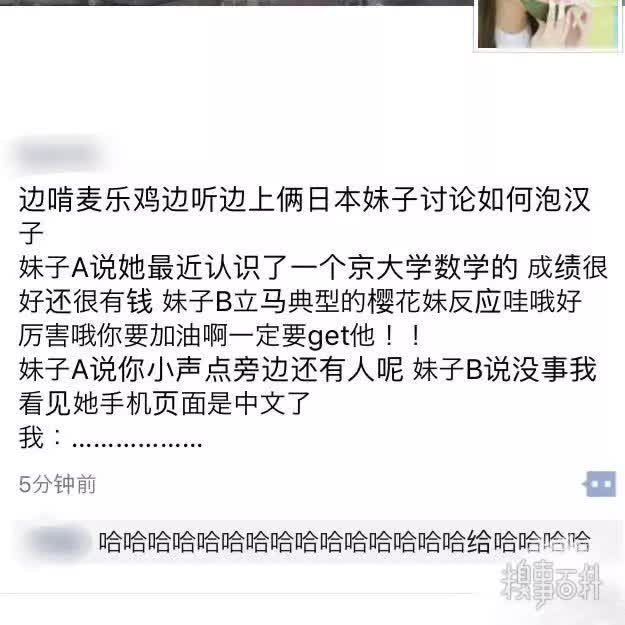 边啃麦乐鸡边听边上俩日本妹子讨论如何泡汉
子
妹子A说她最近认识了一个京大学数学的 成绩很
好还很有钱 妹子B立马典型的樱花妹反应哇哦好
厉害哦你要加油啊一定要get他！！
妹子A说你小声点旁边还有人呢 妹子B说没事我
看见她手机页面是中文了
我：………………
5分钟前
哈哈哈哈哈哈哈哈哈哈哈哈哈哈哈给哈哈哈哈
糗事百科